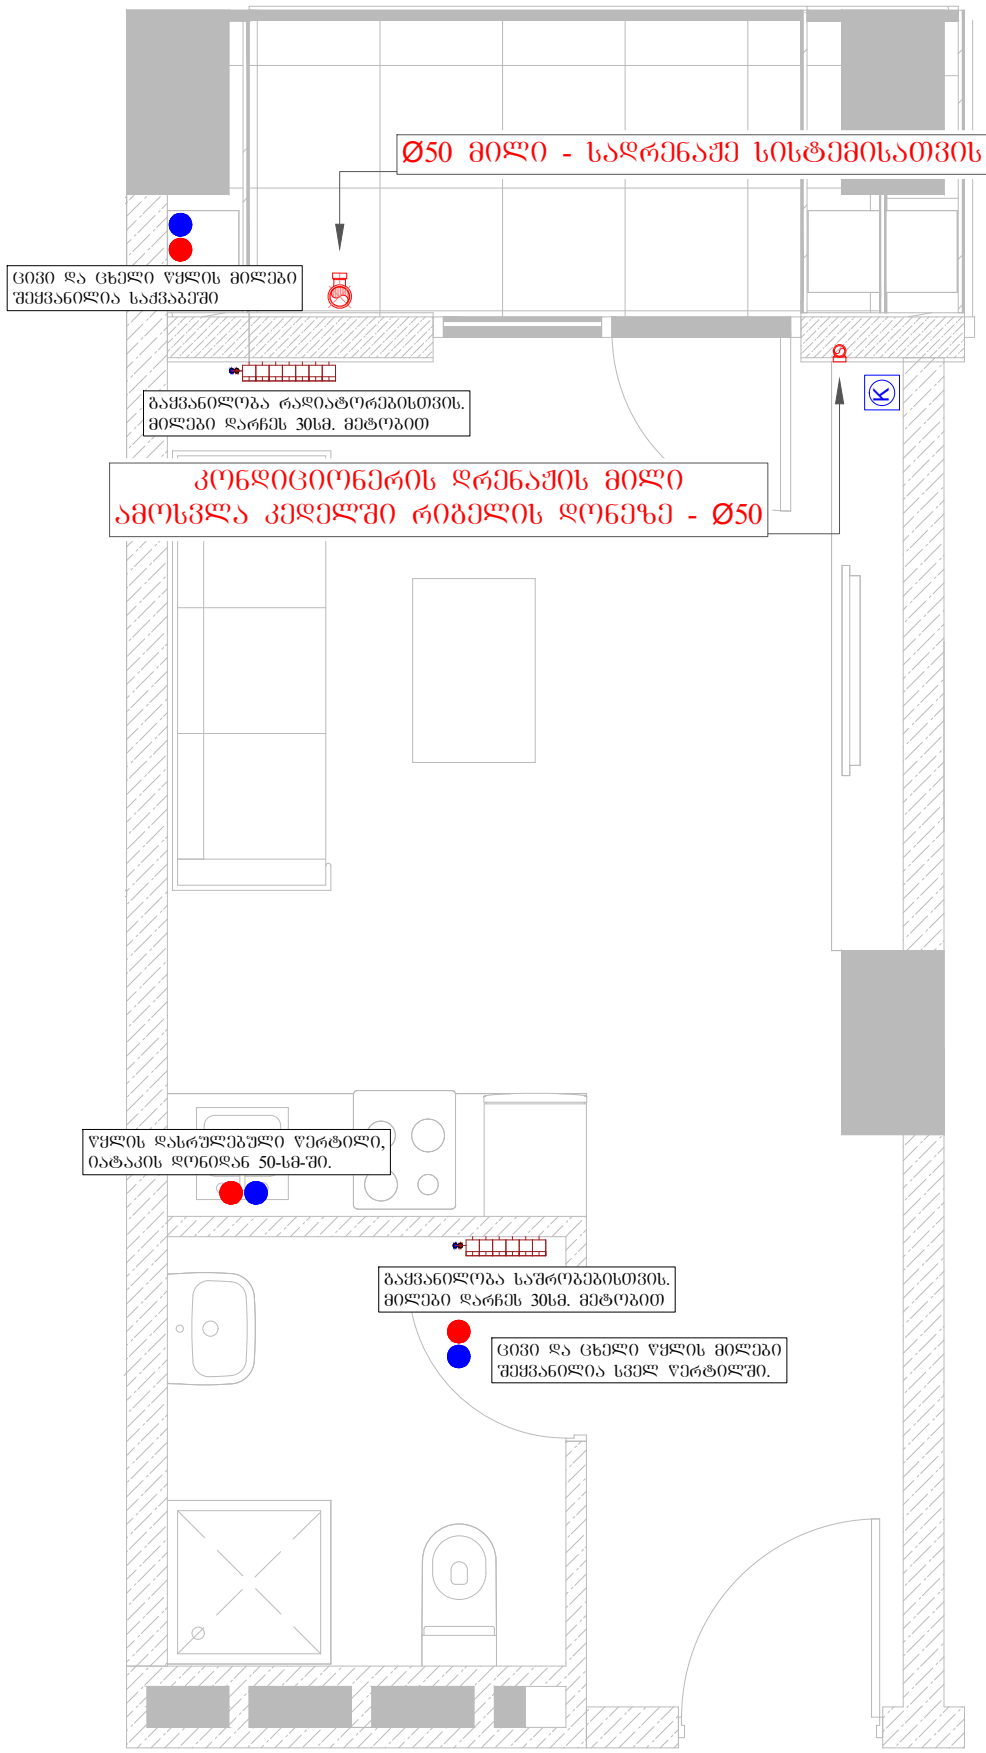 Ø50 მილი - სადრენაჟე სისტემისათვის
ცივი და ცხელი წყლის მილები
შეყვანილია საქვაბეში
გაყვანილობა რადიატორებისთვის.
მილები დარჩეს 30სმ. მეტობით
K
კონდიციონერის დრენაჟის მილი
ამოსვლა კედელში რიგელის დონეზე - Ø50
წყლის დასრულებული წერტილი,
იატაკის დონიდან 50-სმ-ში.
გაყვანილობა საშრობებისთვის.
მილები დარჩეს 30სმ. მეტობით
ცივი და ცხელი წყლის მილები
შეყვანილია სველ წერტილში.